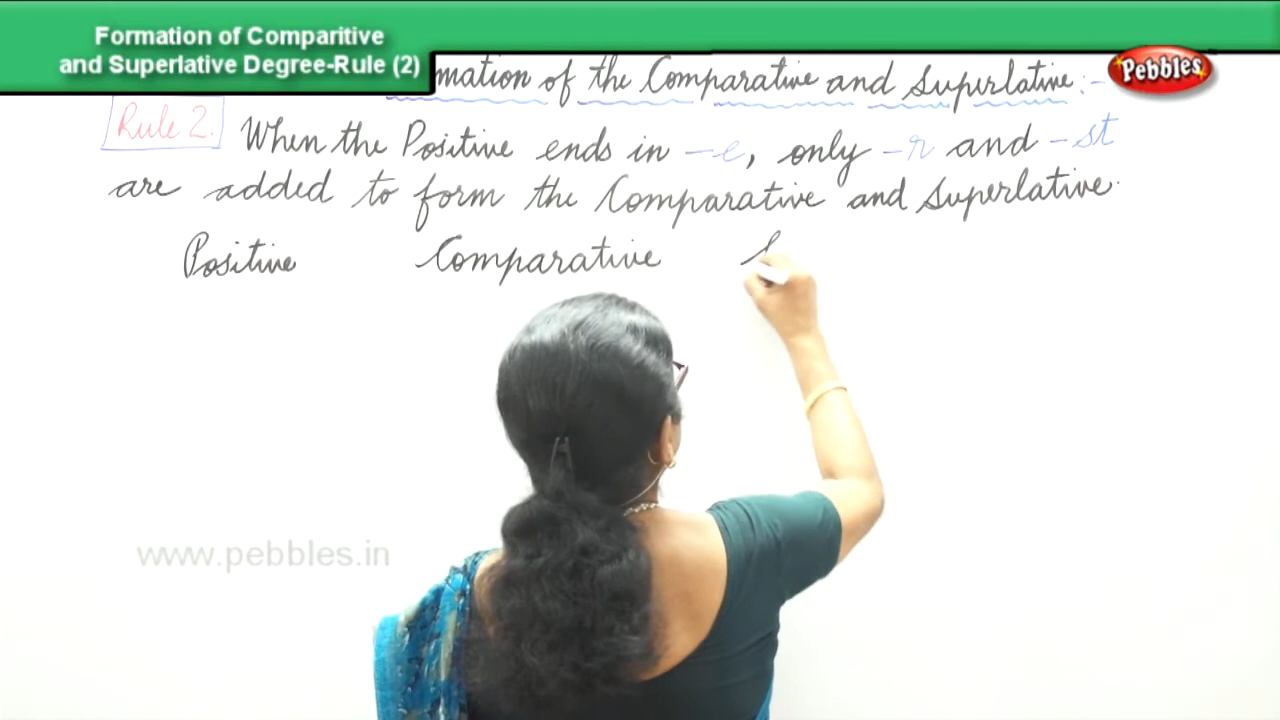 Formation of Comparitive
and Superlative Degree-Rule (2)
Pebbles
mation of the Comparative and Superlative:-
Rule 2. When the Positive ends in -e, only -r and -st
are added to form the Comparative and Superlative.
Positive Comparative S
www.pebbles.in